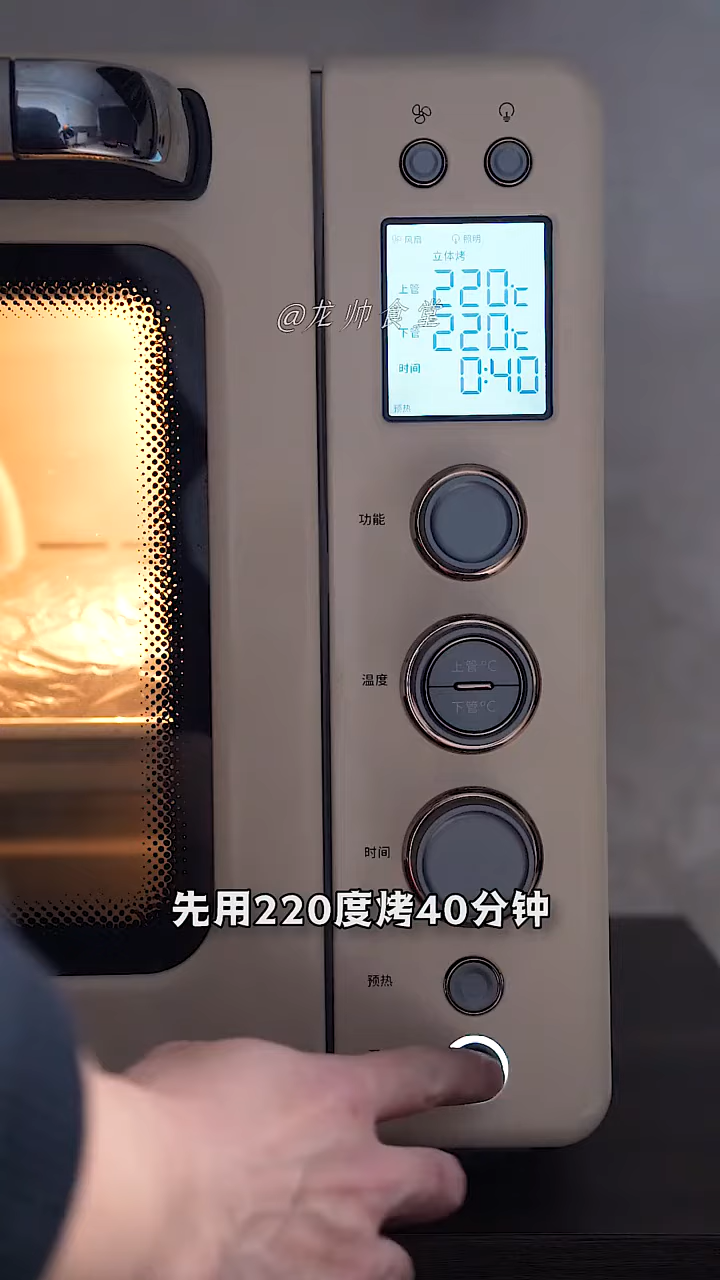 风扇 照明
立体烤
上管 220℃
@龙帅食堂
下管 220℃
时间 0:40
预热
功能
温度
上管℃
下管℃
时间
先用220度烤40分钟
预热